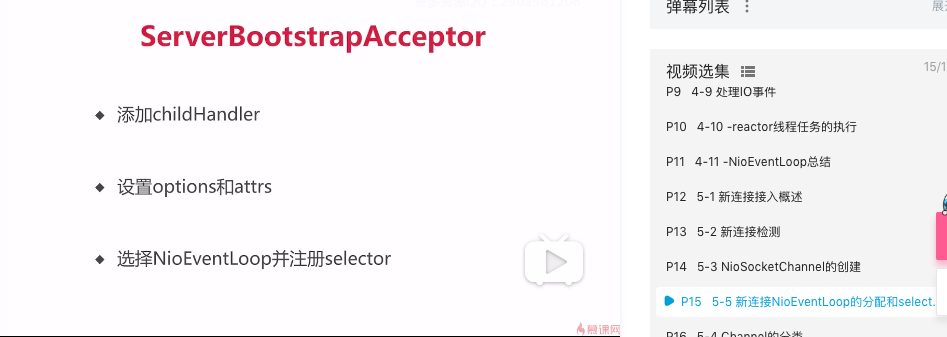 ServerBootstrapAcceptor
◆ 添加childHandler
◆ 设置options和attrs
◆ 选择NioEventLoop并注册selector
慕课网
弹幕列表
视频选集
15/1
P9 4-9 处理IO事件
P10 4-10 -reactor线程任务的执行
P11 4-11 -NioEventLoop总结
P12 5-1 新连接接入概述
P13 5-2 新连接检测
P14 5-3 NioSocketChannel的创建
P15 5-5 新连接NioEventLoop的分配和select...
P16 5-4 Channel的分类